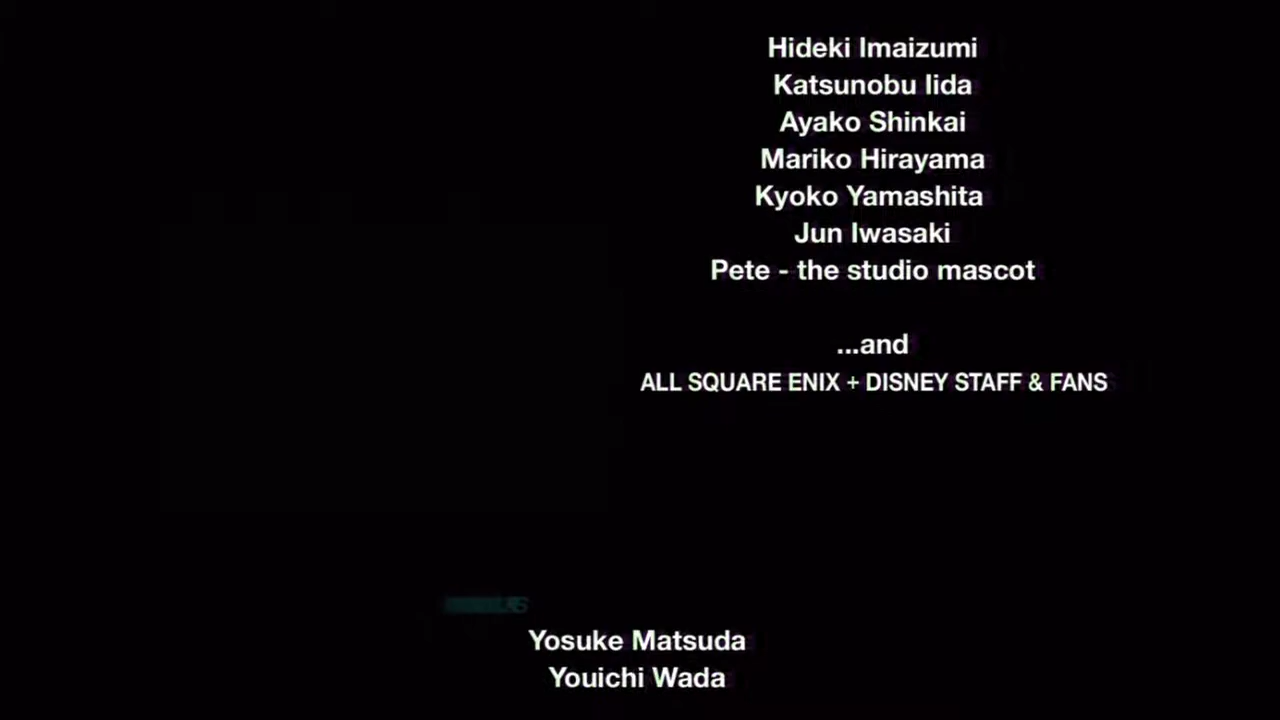 Hideki Imaizumi
Katsunobu Iida
Ayako Shinkai
Mariko Hirayama
Kyoko Yamashita
Jun Iwasaki
Pete - the studio mascot
...and
ALL SQUARE ENIX + DISNEY STAFF & FANS
Yosuke Matsuda
Youichi Wada